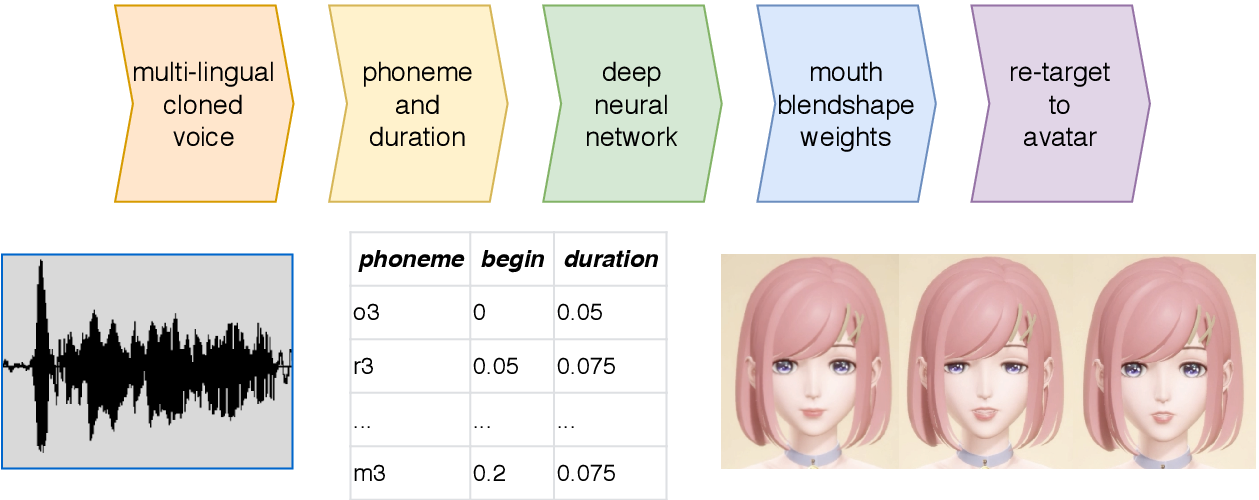 multi-lingual
cloned
voice
phoneme
and
duration
deep
neural
network
mouth
blendshape
weights
re-target
to
avatar
phoneme begin duration
o3 0 0.05
r3 0.05 0.075
... ... ...
m3 0.2 0.075